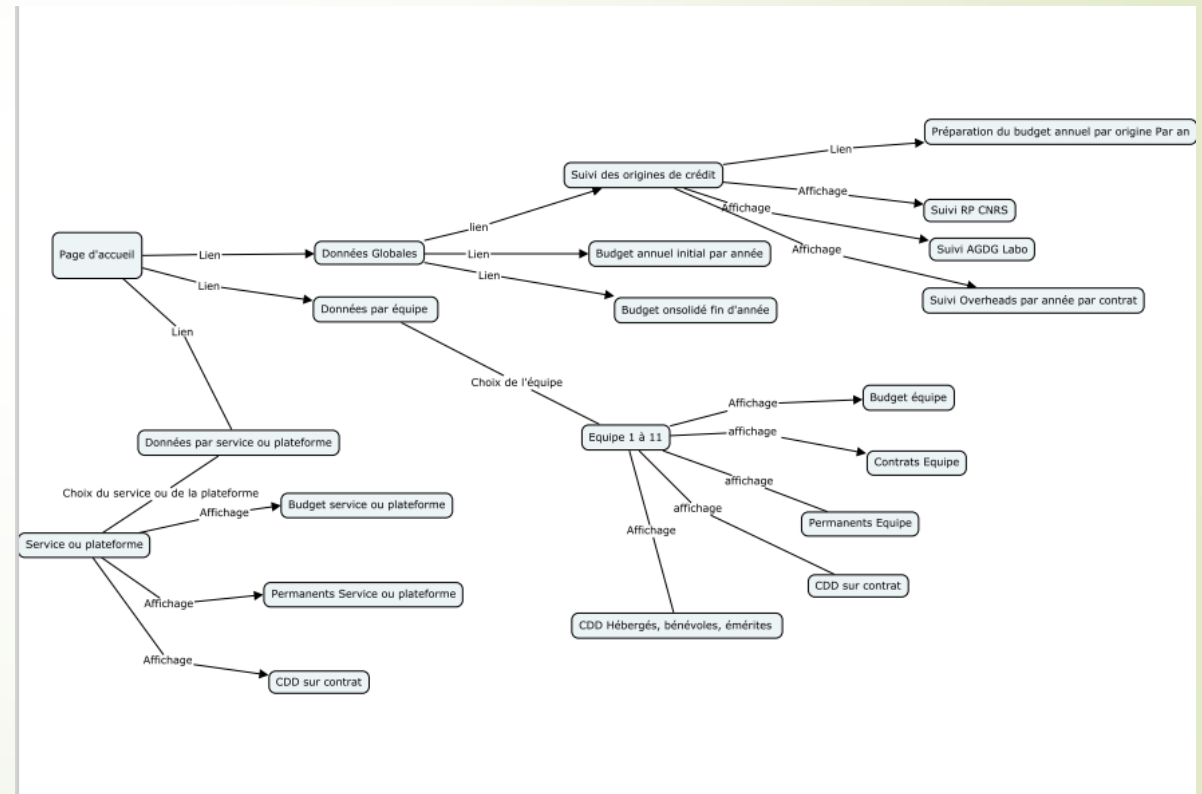 Préparation du budget annuel par origine Par an
Lien
Suivi des origines de crédit
Affichage
Suivi RP CNRS
Affichage
lien
Suivi AGDG Labo
Affichage
Page d'accueil
Lien
Données Globales
Lien
Budget annuel initial par année
Lien
Lien
Suivi Overheads par année par contrat
Données par équipe
Budget onsolidé fin d'année
Lien
Choix de l'équipe
Affichage
Budget équipe
Données par service ou plateforme
Equipe 1 à 11
affichage
Contrats Equipe
Choix du service ou de la plateforme
affichage
Budget service ou plateforme
Affichage
affichage
Permanents Equipe
Affichage
Service ou plateforme
CDD sur contrat
Permanents Service ou plateforme
Affichage
CDD Hébergés, bénévoles, émérites
Affichage
CDD sur contrat